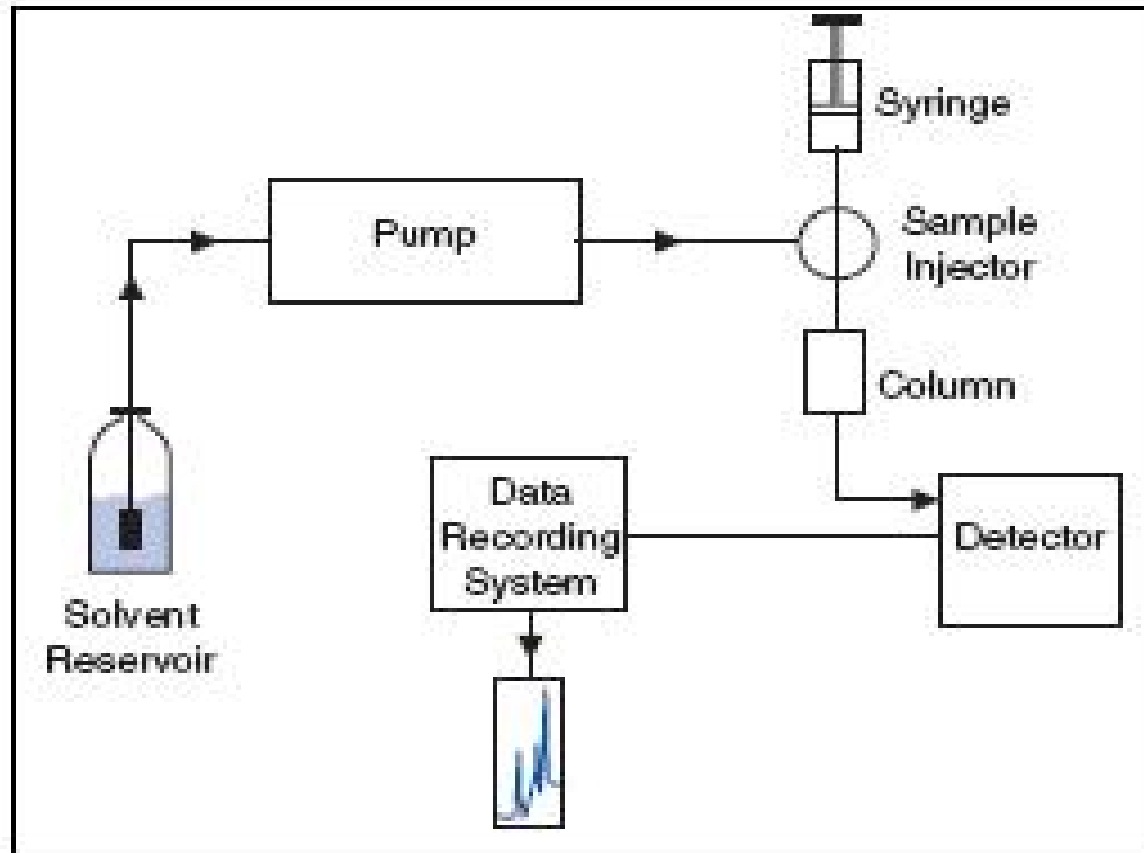 Syringe
Pump
Sample
Injector
Column
Data
Recording
System
Detector
Solvent
Reservoir